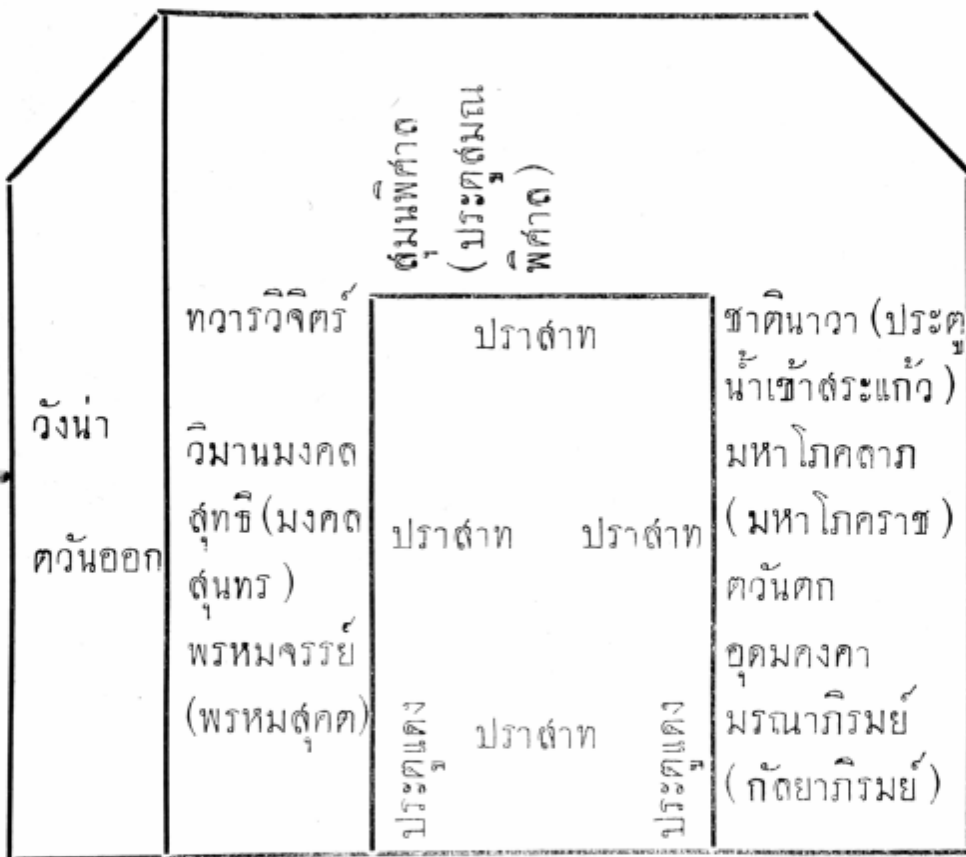 สุมนพิศาล
(ประตูสมณ
พิศาล)
ทวารวิจิตร์
ปราสาท
ชาตินาวา (ประตู
น้ำเข้าสระแก้ว)
วังน่า
ตวันออก
วิมานมงคล
สุทธิ (มงคล
สุนทร)
พรหมจรรย์
(พรหมสุคต)
ปราสาท
ปราสาท
มหาโภคลาภ
(มหาโภคราช)
ตวันตก
อุดมคงคา
มรณาภิรมย์
(กัลยาภิรมย์)
ประตูแดง
ปราสาท
ประตูแดง